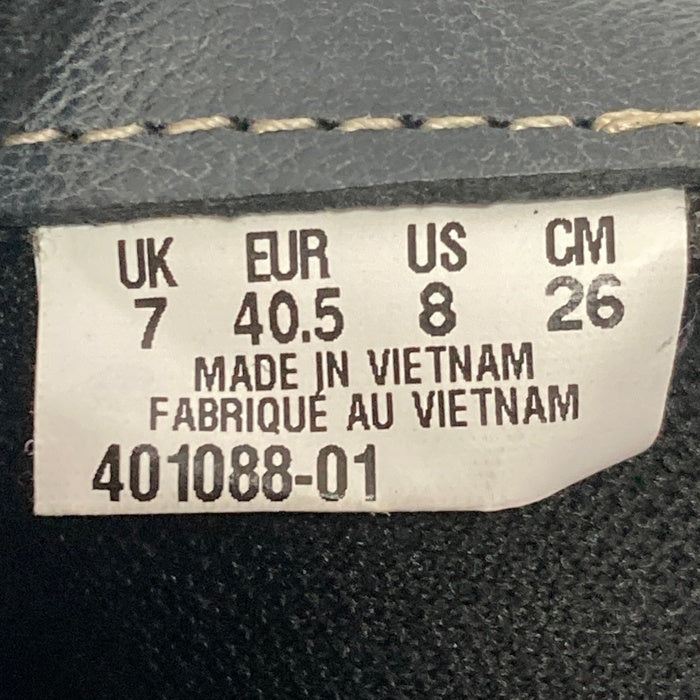 UK EUR US CM
7 40.5 8 26
MADE IN VIETNAM
FABRIQUÉ AU VIETNAM
401088-01